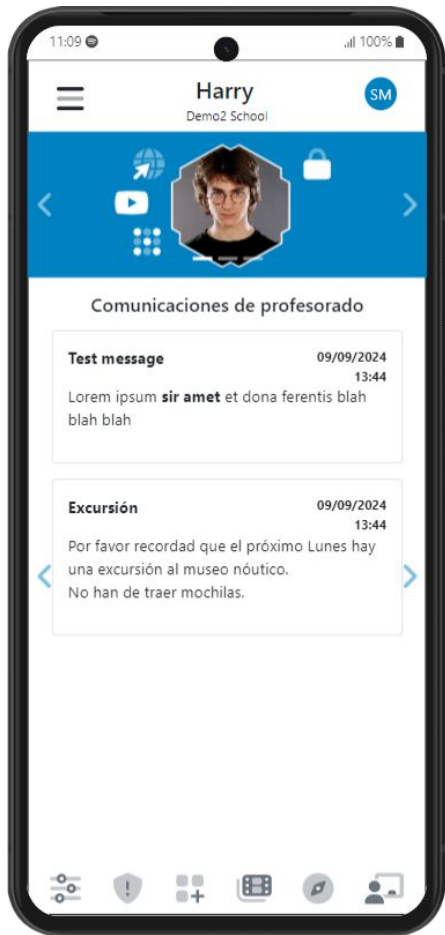 11:09
100%
Harry
Demo2 School
SM
Comunicaciones de profesorado
Test message
09/09/2024
13:44
Lorem ipsum sir amet et dona ferentis blah
blah blah
Excursión
09/09/2024
13:44
Por favor recordad que el próximo Lunes hay
una excursión al museo nóutico.
No han de traer mochilas.